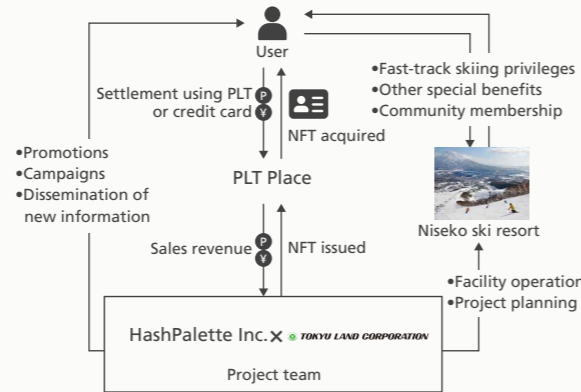 User
Settlement using PLT
or credit card
P
¥
NFT acquired
•Fast-track skiing privileges
•Other special benefits
•Community membership
•Promotions
•Campaigns
•Dissemination of
new information
PLT Place
Niseko ski resort
Sales revenue
P
¥
NFT issued
•Facility operation
•Project planning
HashPalette Inc. × TOKYU LAND CORPORATION
Project team